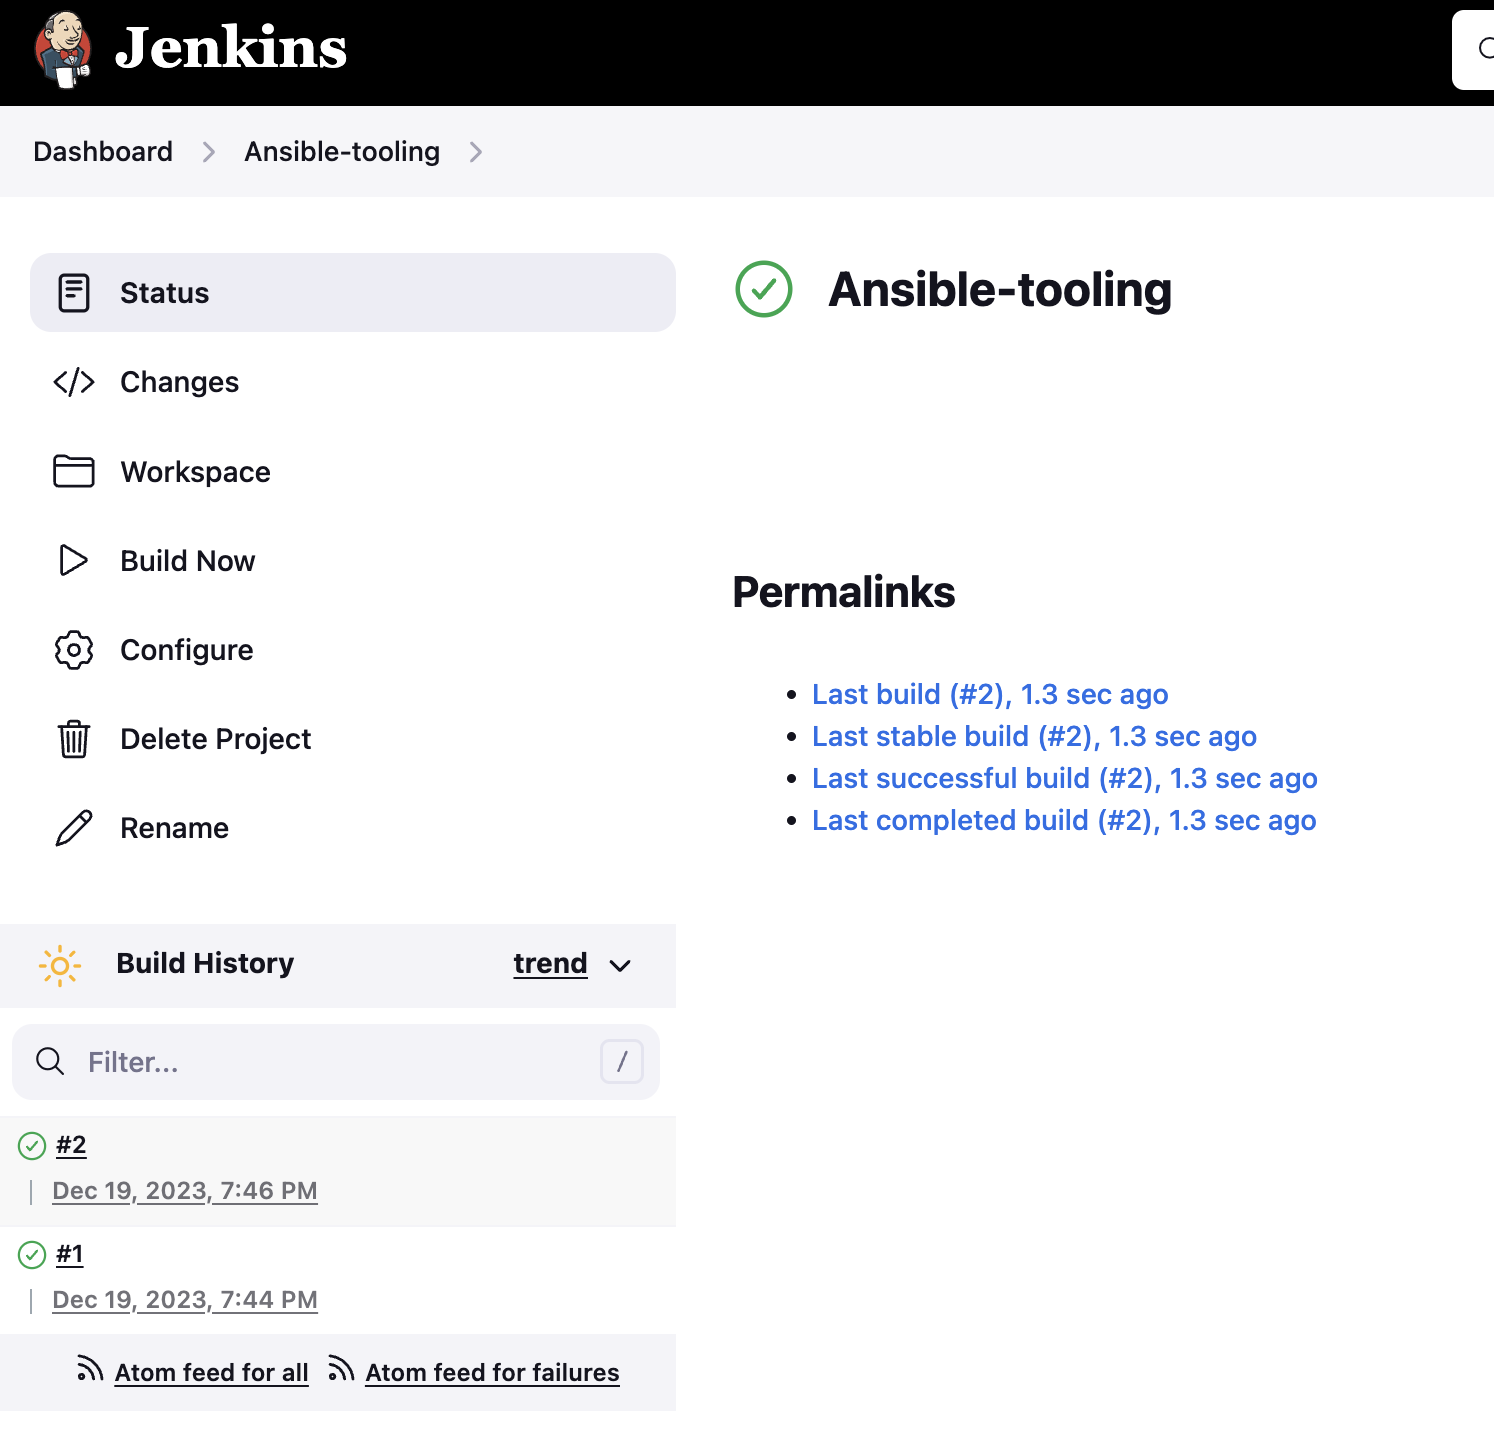 Jenkins
Dashboard
Ansible-tooling
Status
Changes
Workspace
Build Now
Configure
Delete Project
Rename
Build History
trend
Filter...
/
#2
Dec 19, 2023, 7:46 PM
#1
Dec 19, 2023, 7:44 PM
Atom feed for all
Atom feed for failures
Ansible-tooling
Permalinks
Last build (#2), 1.3 sec ago
Last stable build (#2), 1.3 sec ago
Last successful build (#2), 1.3 sec ago
Last completed build (#2), 1.3 sec ago